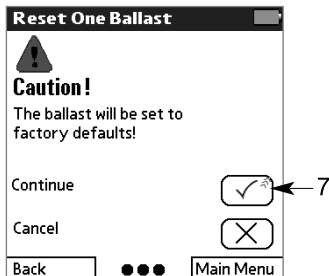 Reset One Ballast
Caution!
The ballast will be set to
factory defaults!
Continue
7
Cancel
Back
Main Menu